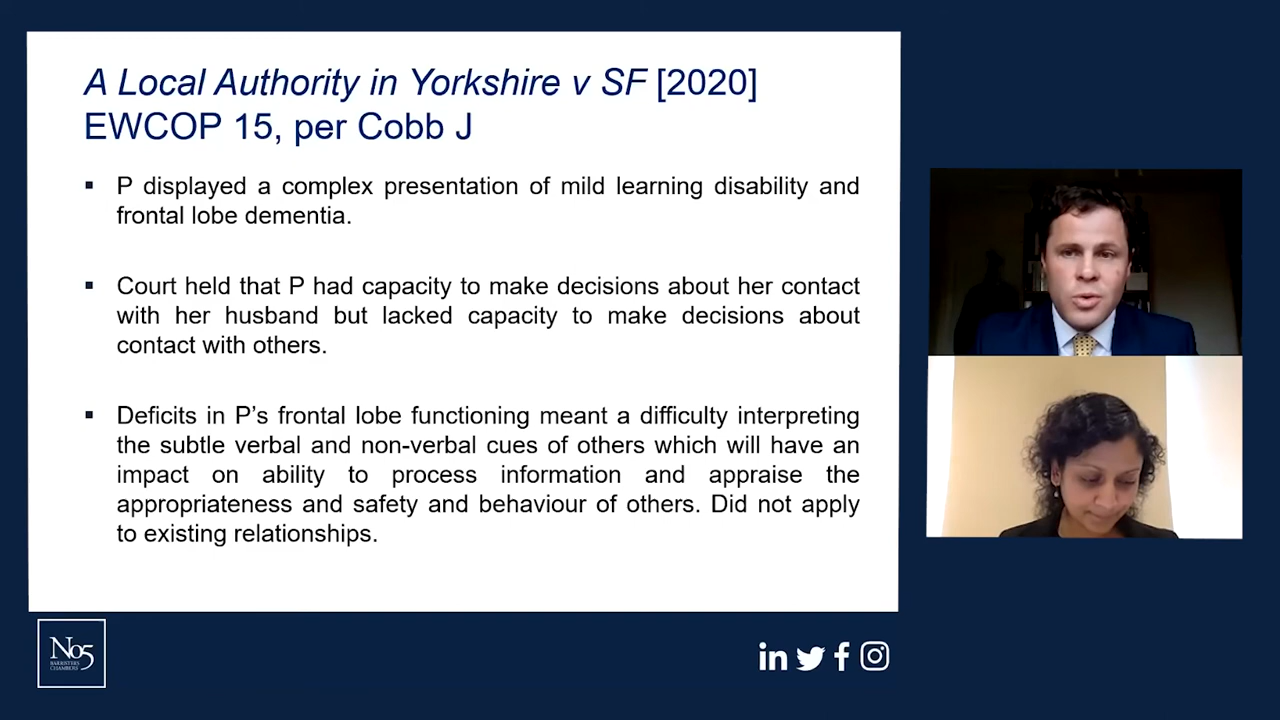 A Local Authority in Yorkshire v SF [2020]
EWCOP 15, per Cobb J
▪ P displayed a complex presentation of mild learning disability and
frontal lobe dementia.
▪ Court held that P had capacity to make decisions about her contact
with her husband but lacked capacity to make decisions about
contact with others.
▪ Deficits in P’s frontal lobe functioning meant a difficulty interpreting
the subtle verbal and non-verbal cues of others which will have an
impact on ability to process information and appraise the
appropriateness and safety and behaviour of others. Did not apply
to existing relationships.
No5
BARRISTERS
CHAMBERS
in
f